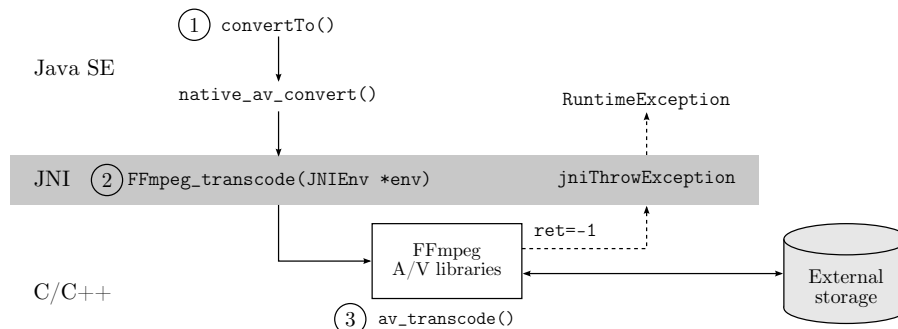 1 convertTo()
Java SE
native_av_convert()
RuntimeException
JNI 2 FFmpeg_transcode(JNIEnv *env) jniThrowException
ret=-1
FFmpeg
A/V libraries
External
storage
C/C++
3 av_transcode()